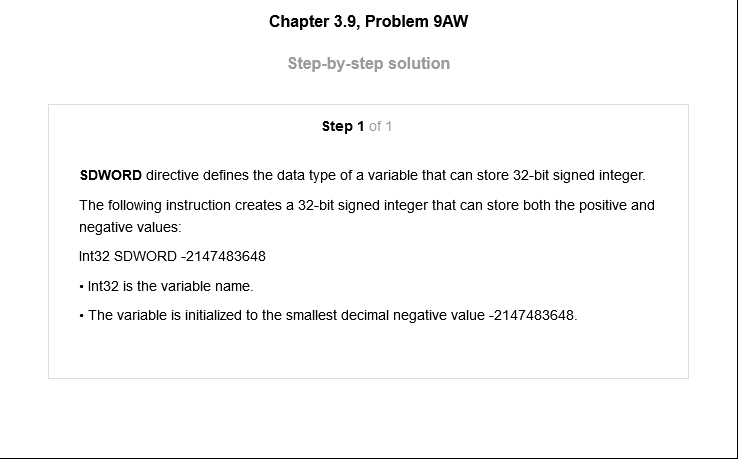 Chapter 3.9, Problem 9AW
Step-by-step solution
Step 1 of 1
SDWORD directive defines the data type of a variable that can store 32-bit signed integer.
The following instruction creates a 32-bit signed integer that can store both the positive and
negative values:
Int32 SDWORD -2147483648
• Int32 is the variable name.
• The variable is initialized to the smallest decimal negative value -2147483648.